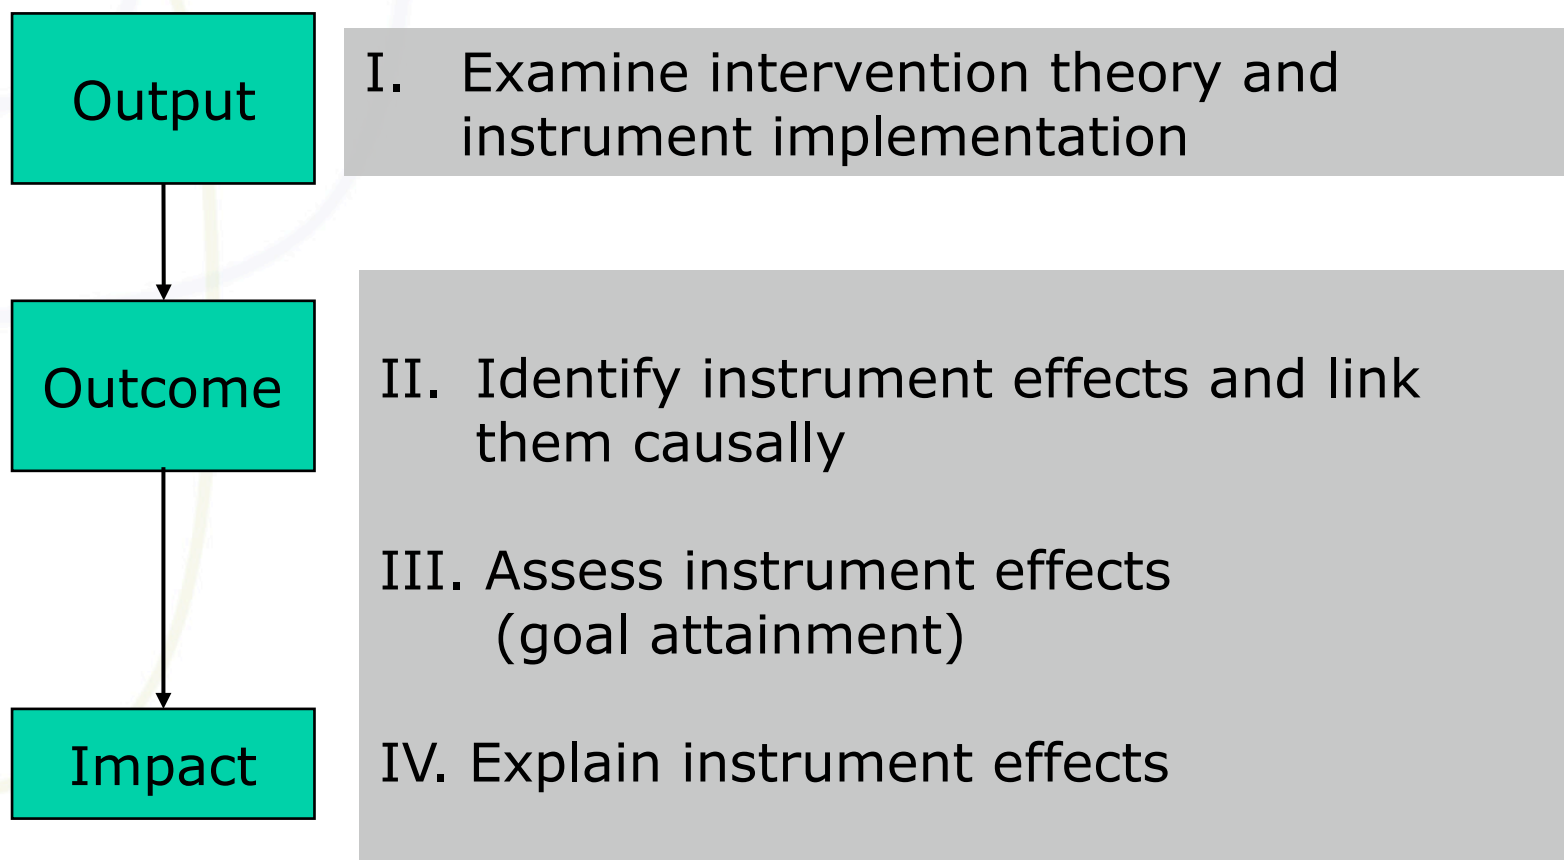 Output
I. Examine intervention theory and
instrument implementation
Outcome
II. Identify instrument effects and link
them causally
III. Assess instrument effects
(goal attainment)
Impact
IV. Explain instrument effects